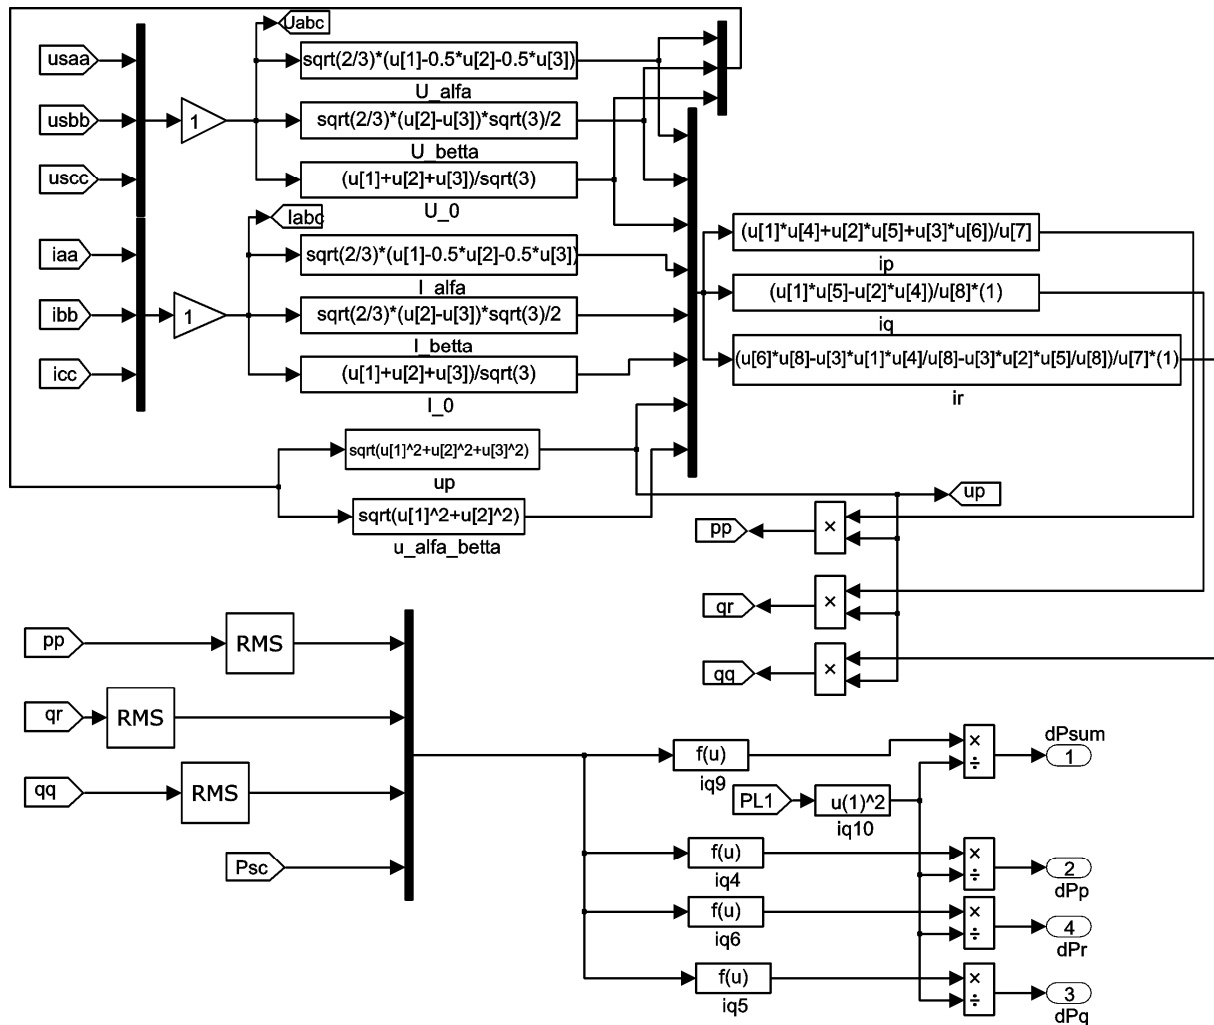 Uabc
usaa
sqrt(2/3)*(u[1]-0.5*u[2]-0.5*u[3])
U_alfa
usbb
1
sqrt(2/3)*(u[2]-u[3])*sqrt(3)/2
U_betta
uscc
(u[1]+u[2]+u[3])/sqrt(3)
U_0
Iabc
iaa
sqrt(2/3)*(u[1]-0.5*u[2]-0.5*u[3])
I_alfa
ibb
1
sqrt(2/3)*(u[2]-u[3])*sqrt(3)/2
I_betta
icc
(u[1]+u[2]+u[3])/sqrt(3)
I_0
(u[1]*u[4]+u[2]*u[5]+u[3]*u[6])/u[7]
ip
(u[1]*u[5]-u[2]*u[4])/u[8]*(1)
iq
(u[6]*u[8]-u[3]*u[1]*u[4]/u[8]-u[3]*u[2]*u[5]/u[8])/u[7]*(1)
ir
sqrt(u[1]^2+u[2]^2+u[3]^2)
up
sqrt(u[1]^2+u[2]^2)
u_alfa_betta
up
pp
×
qr
×
qq
×
pp
RMS
qr
RMS
qq
RMS
Psc
f(u)
iq9
×
÷
dPsum
1
PL1
u(1)^2
iq10
f(u)
iq4
×
÷
2
dPp
f(u)
iq6
×
÷
4
dPr
f(u)
iq5
×
÷
3
dPq